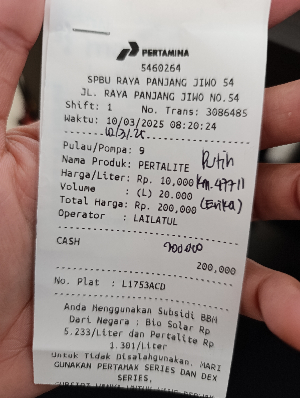 PERTAMINA
5460264
SPBU RAYA PANJANG JIWO 54
JL. RAYA PANJANG JIWO NO.54
Shift: 1 No. Trans: 3086485
Waktu: 10/03/2025 08:20:24
10/3/25
Pulau/Pompa: 9
Putih
Nama Produk: PERTALITE
Harga/Liter: Rp. 10,000
Km.47711
Volume : (L) 20.000
(Erika)
Total Harga: Rp. 200,000
Operator : LAILATUL
CASH
200,000
No. Plat : L1753ACD
Anda Menggunakan Subsidi BBM
Dari Negara : Bio Solar Rp
5.233/Liter dan Pertalite Rp
1.301/Liter
Untuk Tidak Disalahgunakan. MARI
GUNAKAN PERTAMAX SERIES DAN DEX
SERIES,